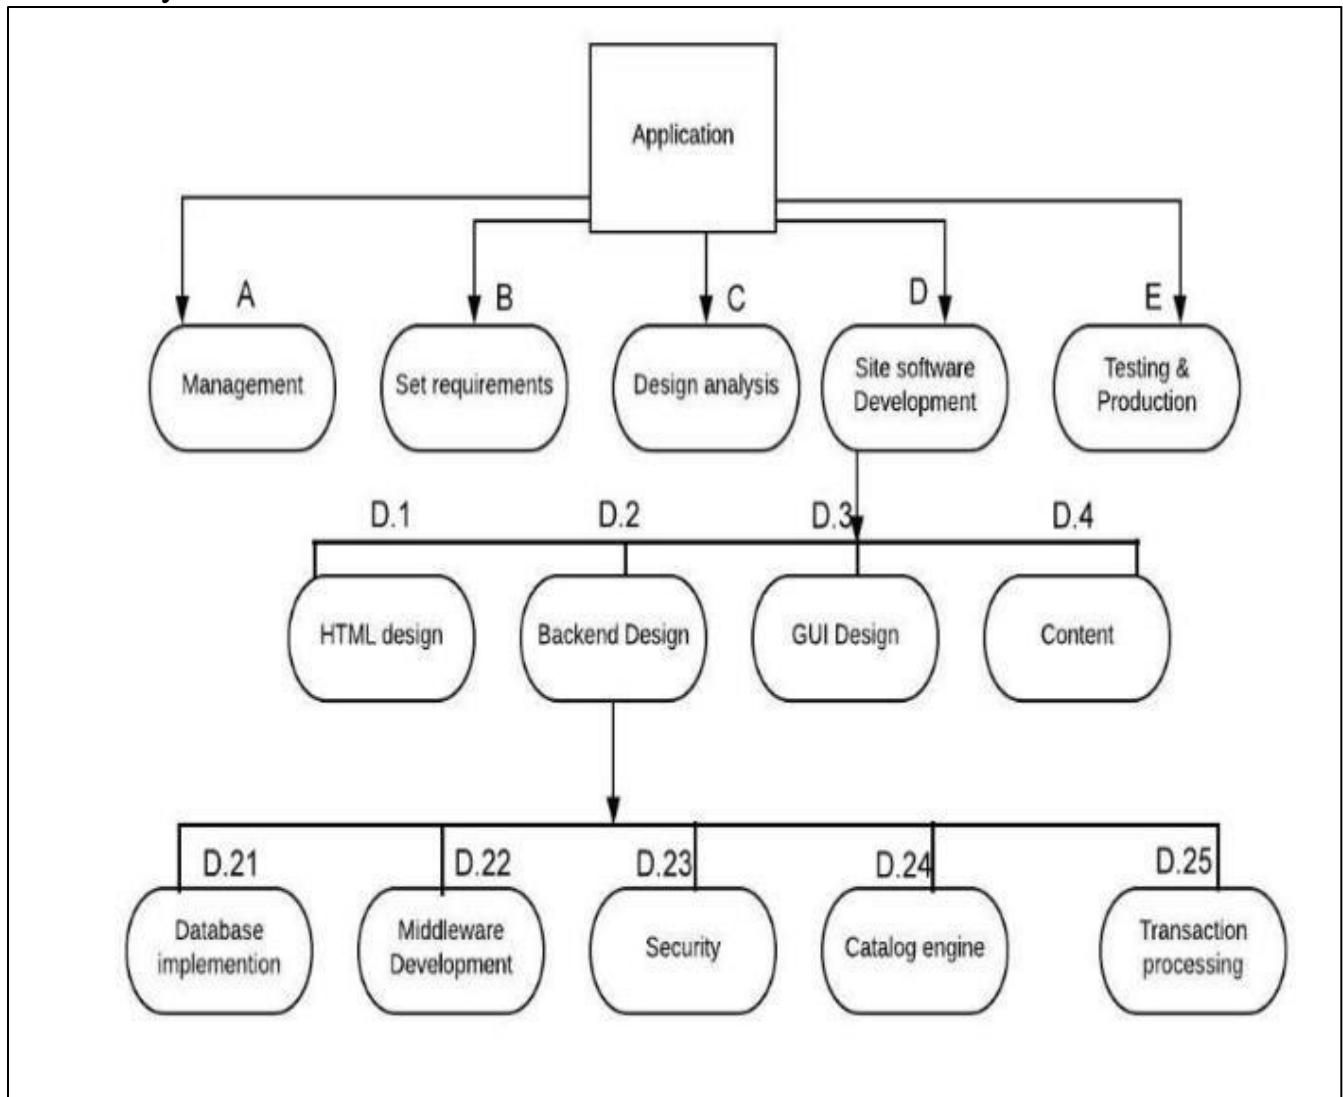 Application
A
B
C
D
E
Management
Set requirements
Design analysis
Site software
Development
Testing &
Production
D.1
D.2
D.3
D.4
HTML design
Backend Design
GUI Design
Content
D.21
D.22
D.23
D.24
D.25
Database
implemention
Middleware
Development
Security
Catalog engine
Transaction
processing